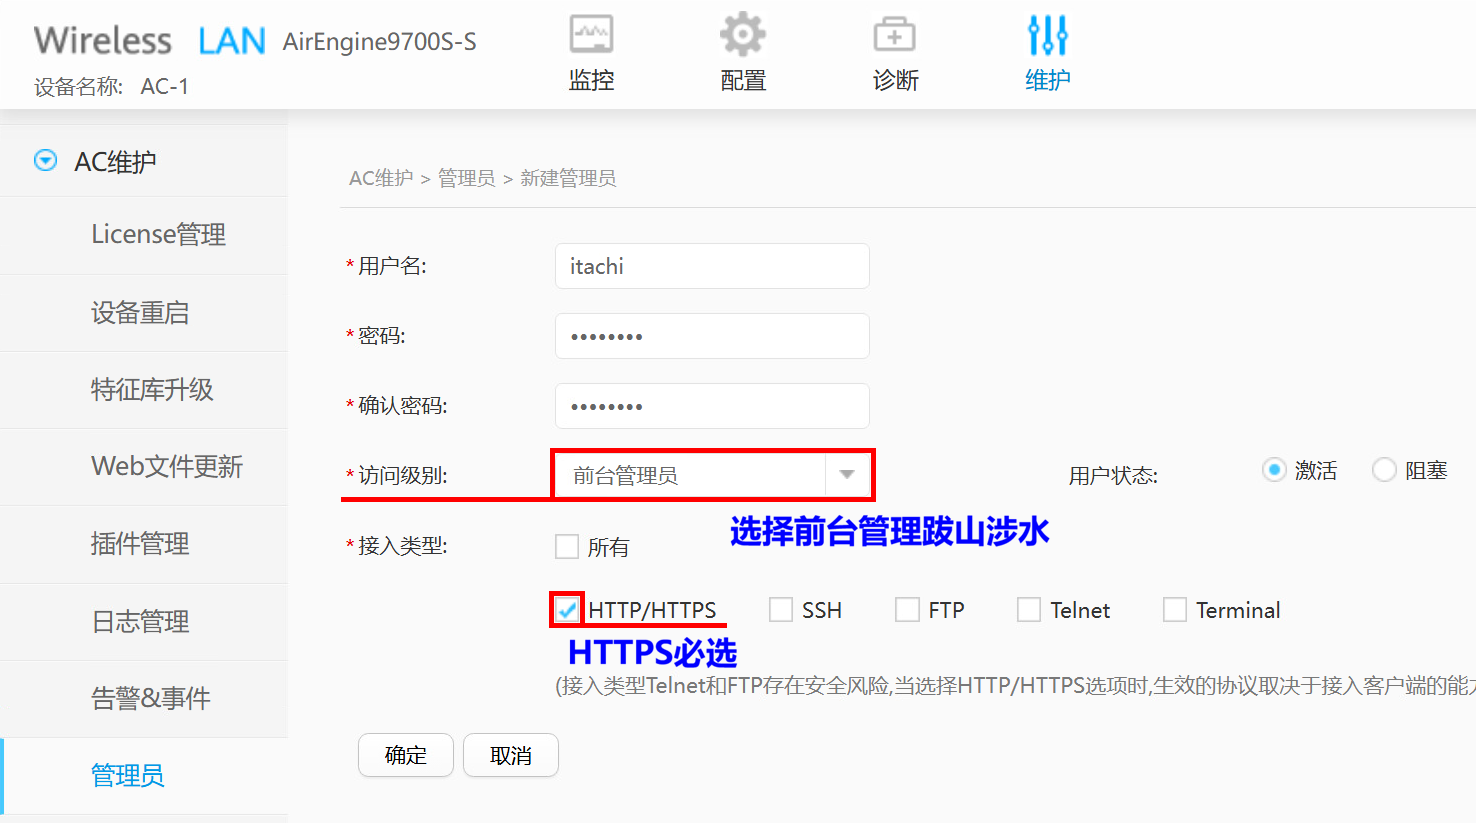 Wireless LAN AirEngine9700S-S
设备名称: AC-1
监控
配置
诊断
维护
AC维护
License管理
设备重启
特征库升级
Web文件更新
插件管理
日志管理
告警&事件
管理员
AC维护 > 管理员 > 新建管理员
*用户名: itachi
*密码: ••••••••
*确认密码: ••••••••
*访问级别: 前台管理员
用户状态: 激活 阻塞
选择前台管理跋山涉水
*接入类型: 所有
HTTP/HTTPS SSH FTP Telnet Terminal
HTTPS必选
(接入类型Telnet和FTP存在安全风险,当选择HTTP/HTTPS选项时,生效的协议取决于接入客户端的能
确定 取消